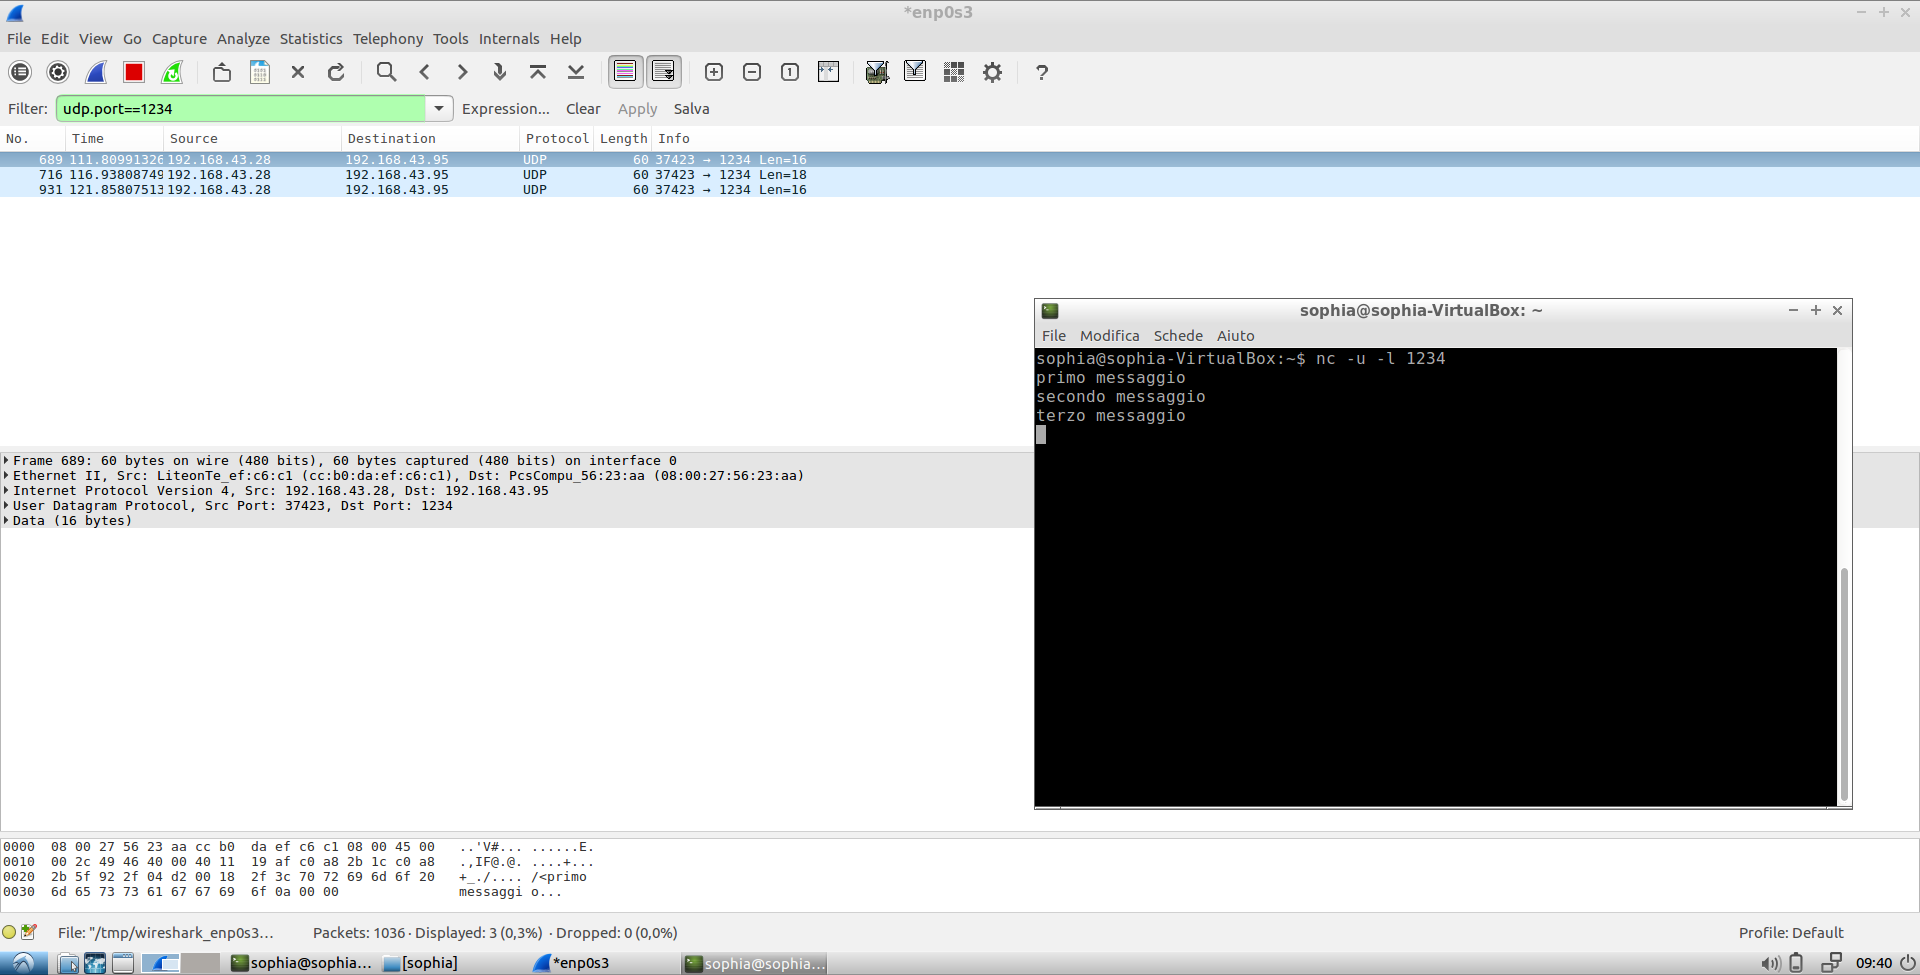 *enp0s3
File Edit View Go Capture Analyze Statistics Telephony Tools Internals Help
Filter: udp.port==1234 Expression... Clear Apply Salva
No. Time Source Destination Protocol Length Info
689 111.80991326 192.168.43.28 192.168.43.95 UDP 60 37423 → 1234 Len=16
716 116.93808749 192.168.43.28 192.168.43.95 UDP 60 37423 → 1234 Len=18
931 121.85807513 192.168.43.28 192.168.43.95 UDP 60 37423 → 1234 Len=16
sophia@sophia-VirtualBox: ~
File Modifica Schede Aiuto
sophia@sophia-VirtualBox:~$ nc -u -l 1234
primo messaggio
secondo messaggio
terzo messaggio
Frame 689: 60 bytes on wire (480 bits), 60 bytes captured (480 bits) on interface 0
Ethernet II, Src: LiteonTe_ef:c6:c1 (cc:b0:da:ef:c6:c1), Dst: PcsCompu_56:23:aa (08:00:27:56:23:aa)
Internet Protocol Version 4, Src: 192.168.43.28, Dst: 192.168.43.95
User Datagram Protocol, Src Port: 37423, Dst Port: 1234
Data (16 bytes)
0000 08 00 27 56 23 aa cc b0 da ef c6 c1 08 00 45 00 ..'V#... ......E.
0010 00 2c 49 46 40 00 40 11 19 af c0 a8 2b 1c c0 a8 .,IF@.@. ....+...
0020 2b 5f 92 2f 04 d2 00 18 2f 3c 70 72 69 6d 6f 20 +_./.... /<primo
0030 6d 65 73 73 61 67 67 69 6f 0a 00 00 messaggi o...
File: "/tmp/wireshark_enp0s3... Packets: 1036 · Displayed: 3 (0,3%) · Dropped: 0 (0,0%) Profile: Default
sophia@sophia... [sophia] *enp0s3 sophia@sophia... 09:40